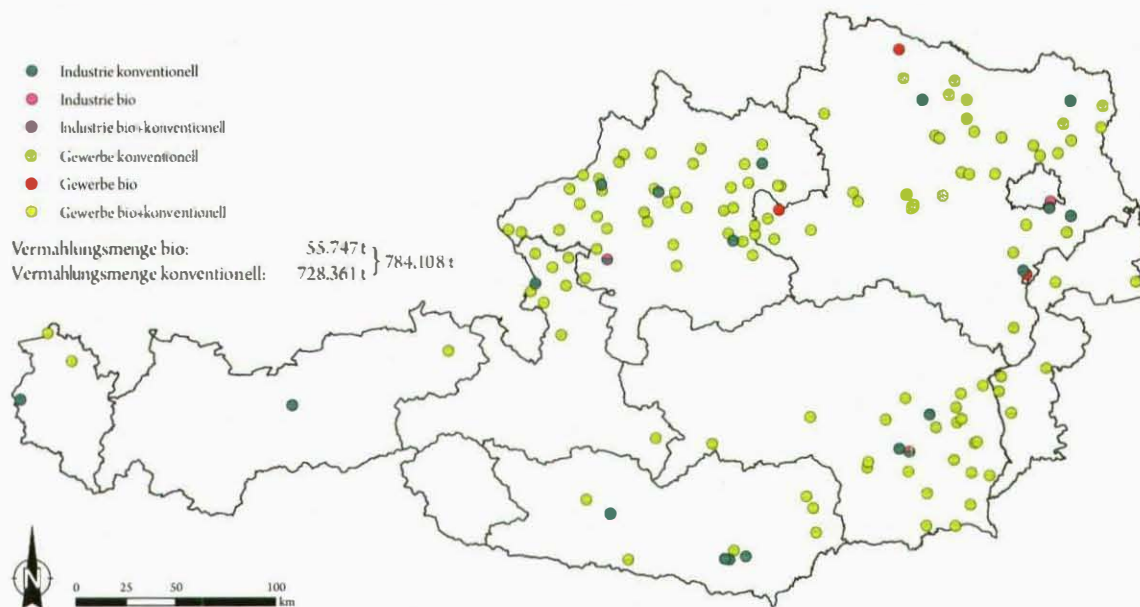 Industrie konventionell
Industrie bio
Industrie bio+konventionell
Gewerbe konventionell
Gewerbe bio
Gewerbe bio+konventionell
Vermahlungsmenge bio: 55.747 t
Vermahlungsmenge konventionell: 728.361 t } 784.108 t
N
0 25 50 100
km